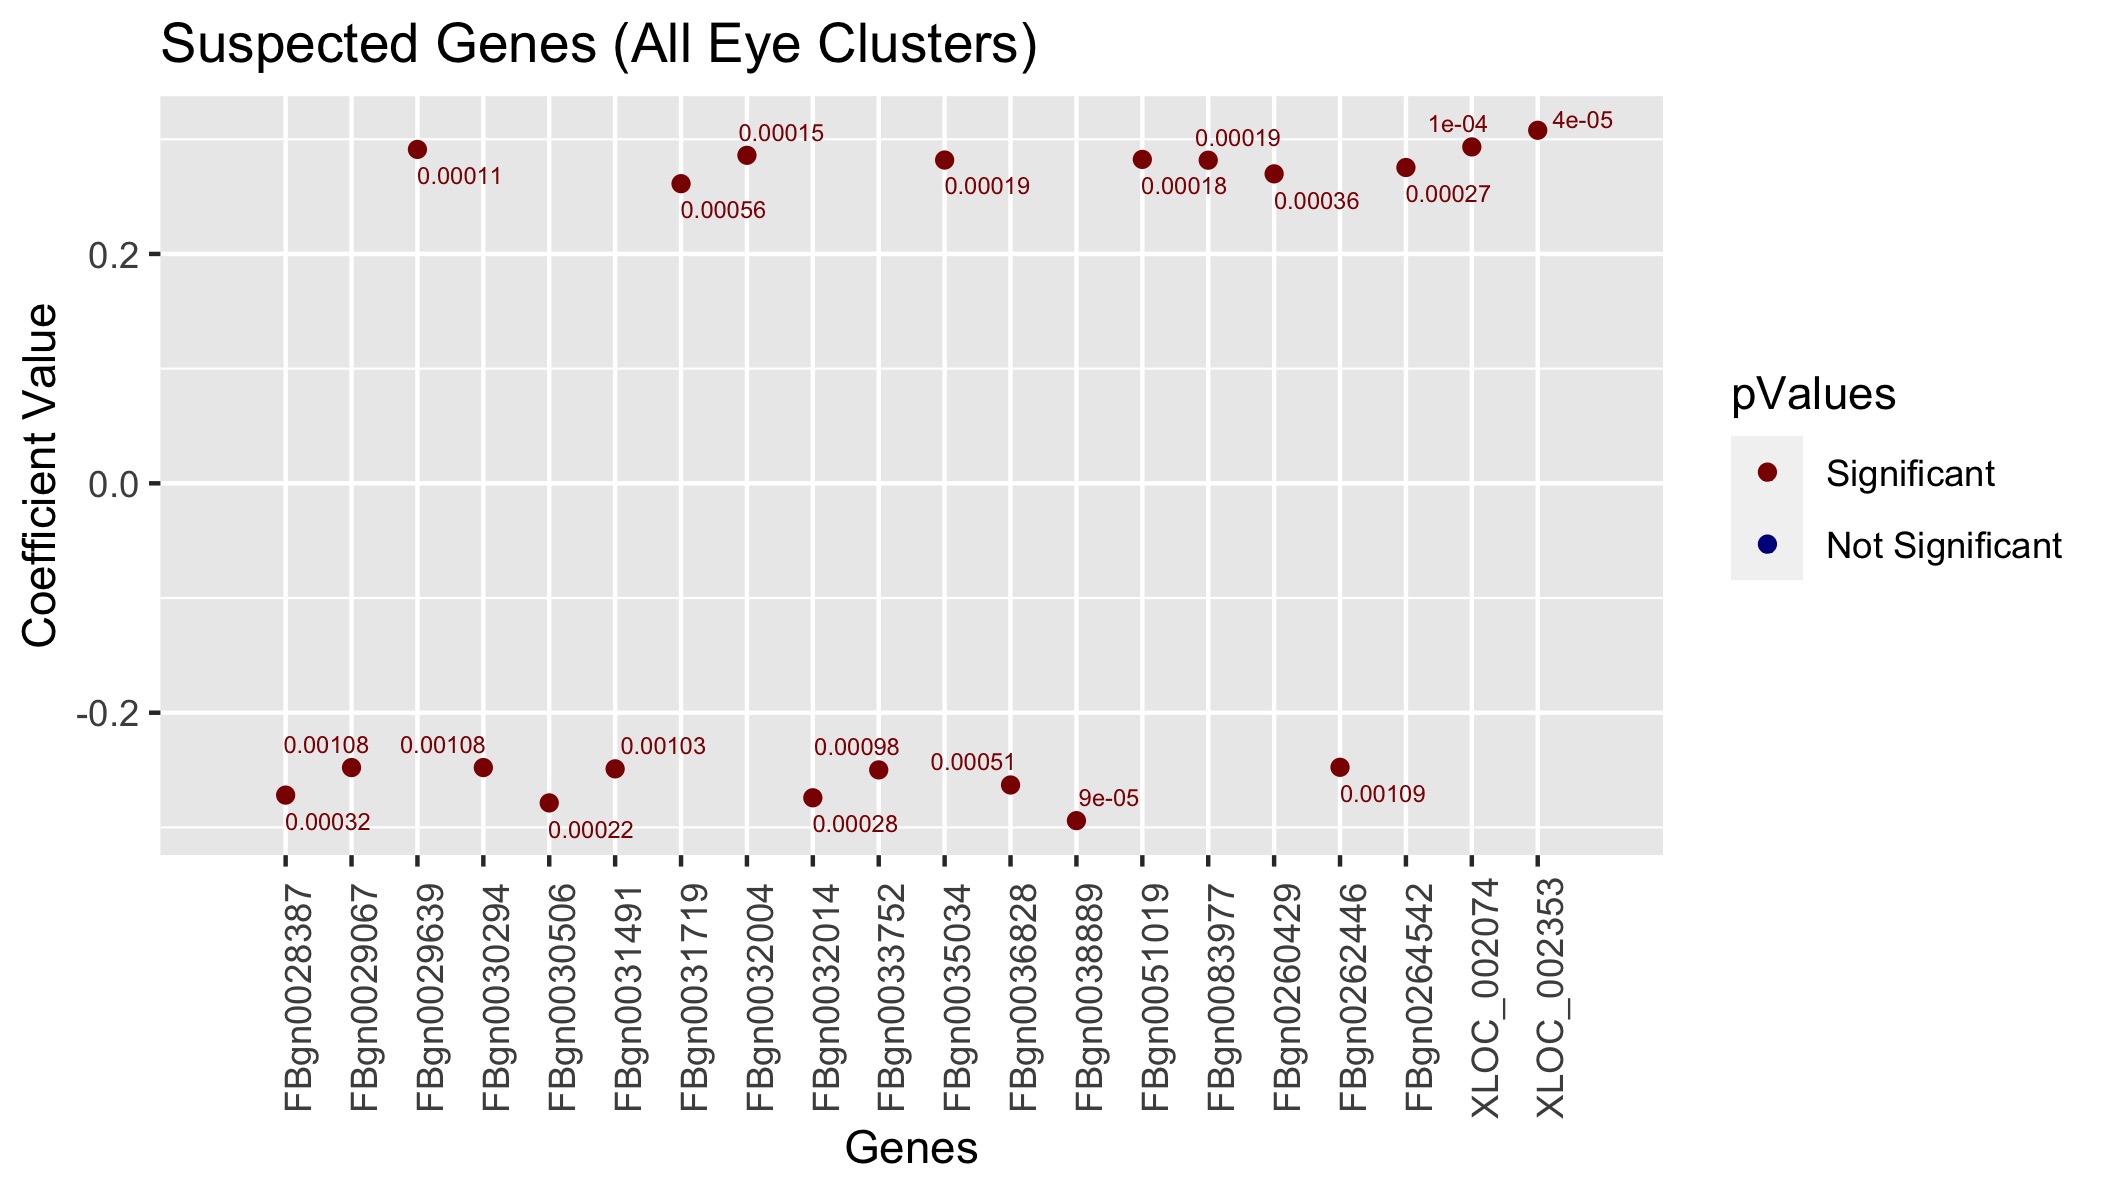 Suspected Genes (All Eye Clusters)
Coefficient Value
0.2
0.0
-0.2
0.00011
0.00056
0.00015
0.00019
0.00018
0.00019
0.00036
0.00027
1e-04
4e-05
0.00032
0.00108
0.00108
0.00022
0.00103
0.00028
0.00098
0.00051
9e-05
0.00109
FBgn0028387
FBgn0029067
FBgn0029639
FBgn0030294
FBgn0030506
FBgn0031491
FBgn0031719
FBgn0032004
FBgn0032014
FBgn0033752
FBgn0035034
FBgn0036828
FBgn0038889
FBgn0051019
FBgn0083977
FBgn0260429
FBgn0262446
FBgn0264542
XLOC_002074
XLOC_002353
Genes
pValues
Significant
Not Significant